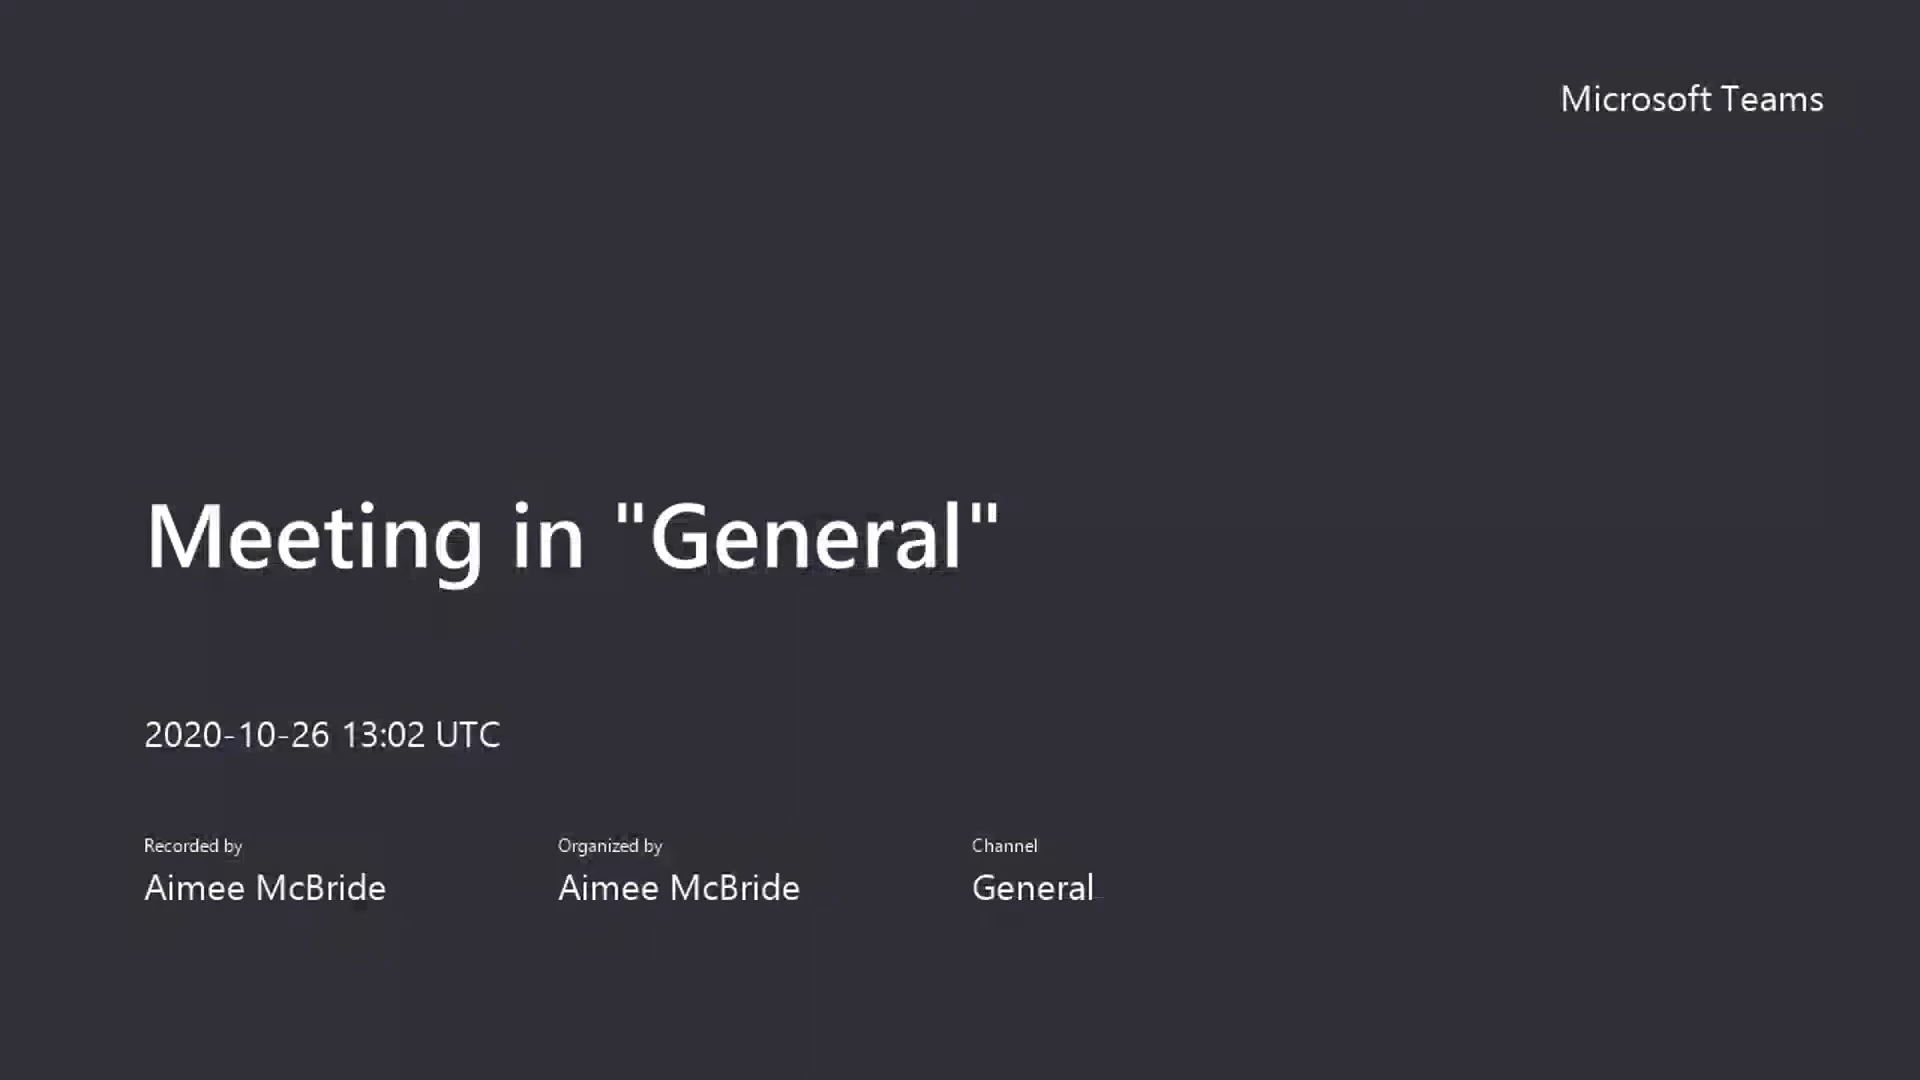 Microsoft Teams
Meeting in "General"
2020-10-26 13:02 UTC
Recorded by
Aimee McBride
Organized by
Aimee McBride
Channel
General